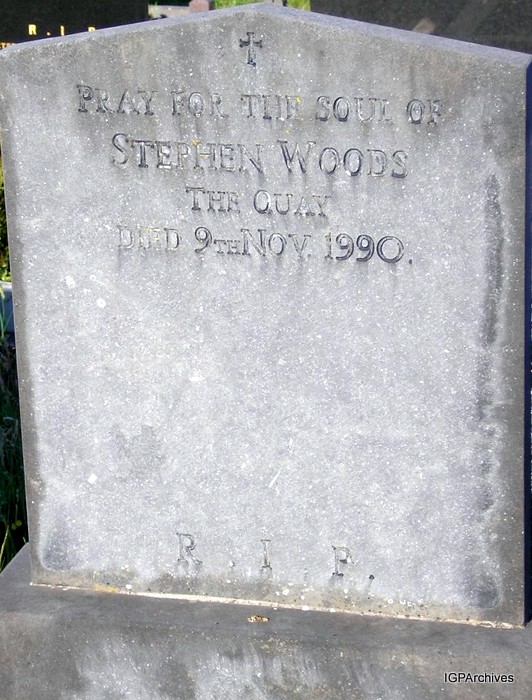 R. I. P.
PRAY FOR THE SOUL OF
STEPHEN WOODS
THE QUAY
DIED 9TH NOV. 1990.
R. I. P.
IGPArchives